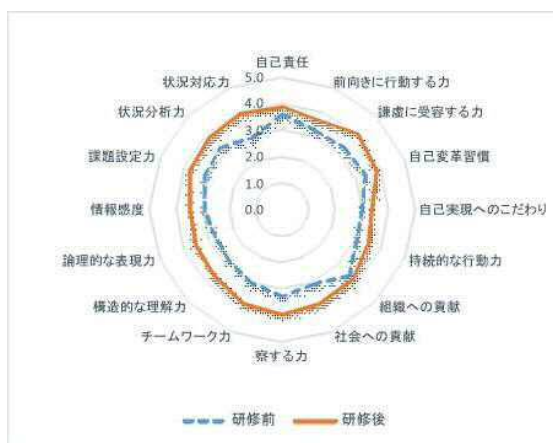 自己責任
状況対応力
5.0
前向きに行動する力
4.0
状況分析力
謙虚に受容する力
3.0
課題設定力
2.0
自己変革習慣
1.0
情報感度
0.0
自己実現へのこだわり
論理的な表現力
持続的な行動力
構造的な理解力
組織への貢献
チームワーク力
社会への貢献
察する力
研修前
研修後